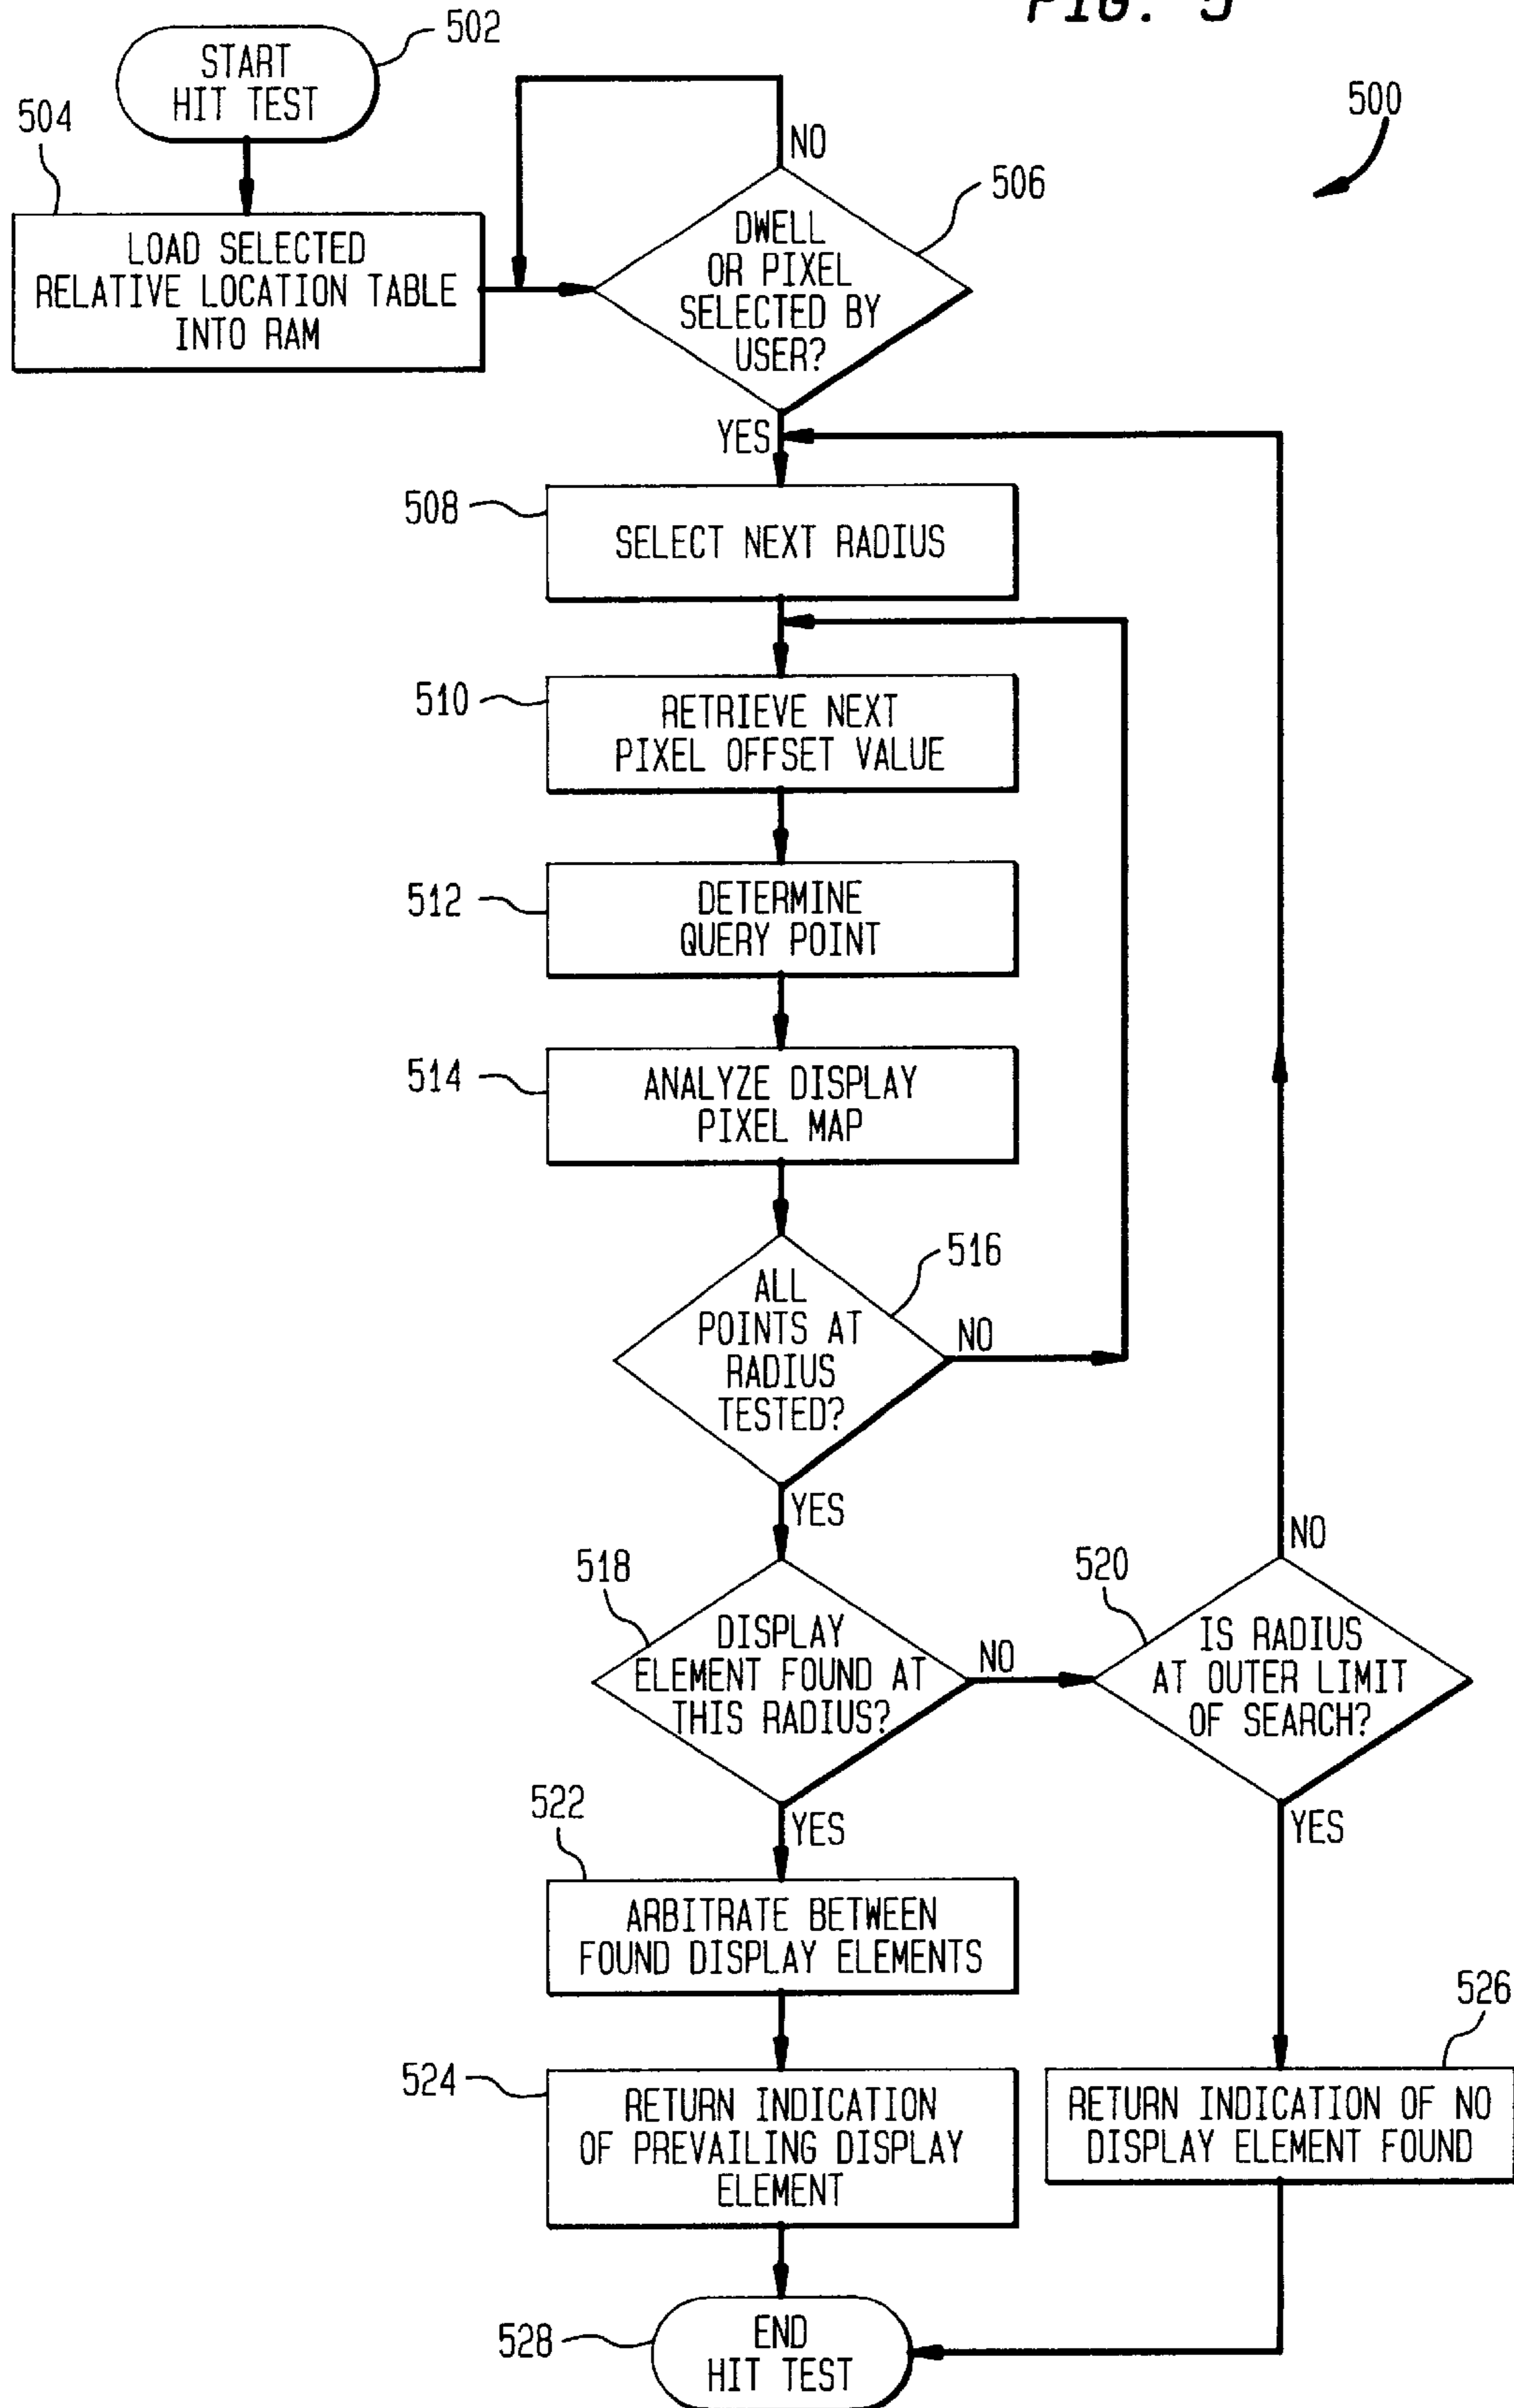 FIG. 5
502
START
HIT TEST
500
504
NO
506
LOAD SELECTED
RELATIVE LOCATION TABLE
INTO RAM
DWELL
OR PIXEL
SELECTED BY
USER?
YES
508
SELECT NEXT RADIUS
510
RETRIEVE NEXT
PIXEL OFFSET VALUE
512
DETERMINE
QUERY POINT
514
ANALYZE DISPLAY
PIXEL MAP
516
ALL
POINTS AT
RADIUS
TESTED?
NO
YES
518
DISPLAY
ELEMENT FOUND AT
THIS RADIUS?
NO
520
NO
IS RADIUS
AT OUTER LIMIT
OF SEARCH?
YES
YES
522
ARBITRATE BETWEEN
FOUND DISPLAY ELEMENTS
524
RETURN INDICATION
OF PREVAILING DISPLAY
ELEMENT
526
RETURN INDICATION OF NO
DISPLAY ELEMENT FOUND
528
END
HIT TEST